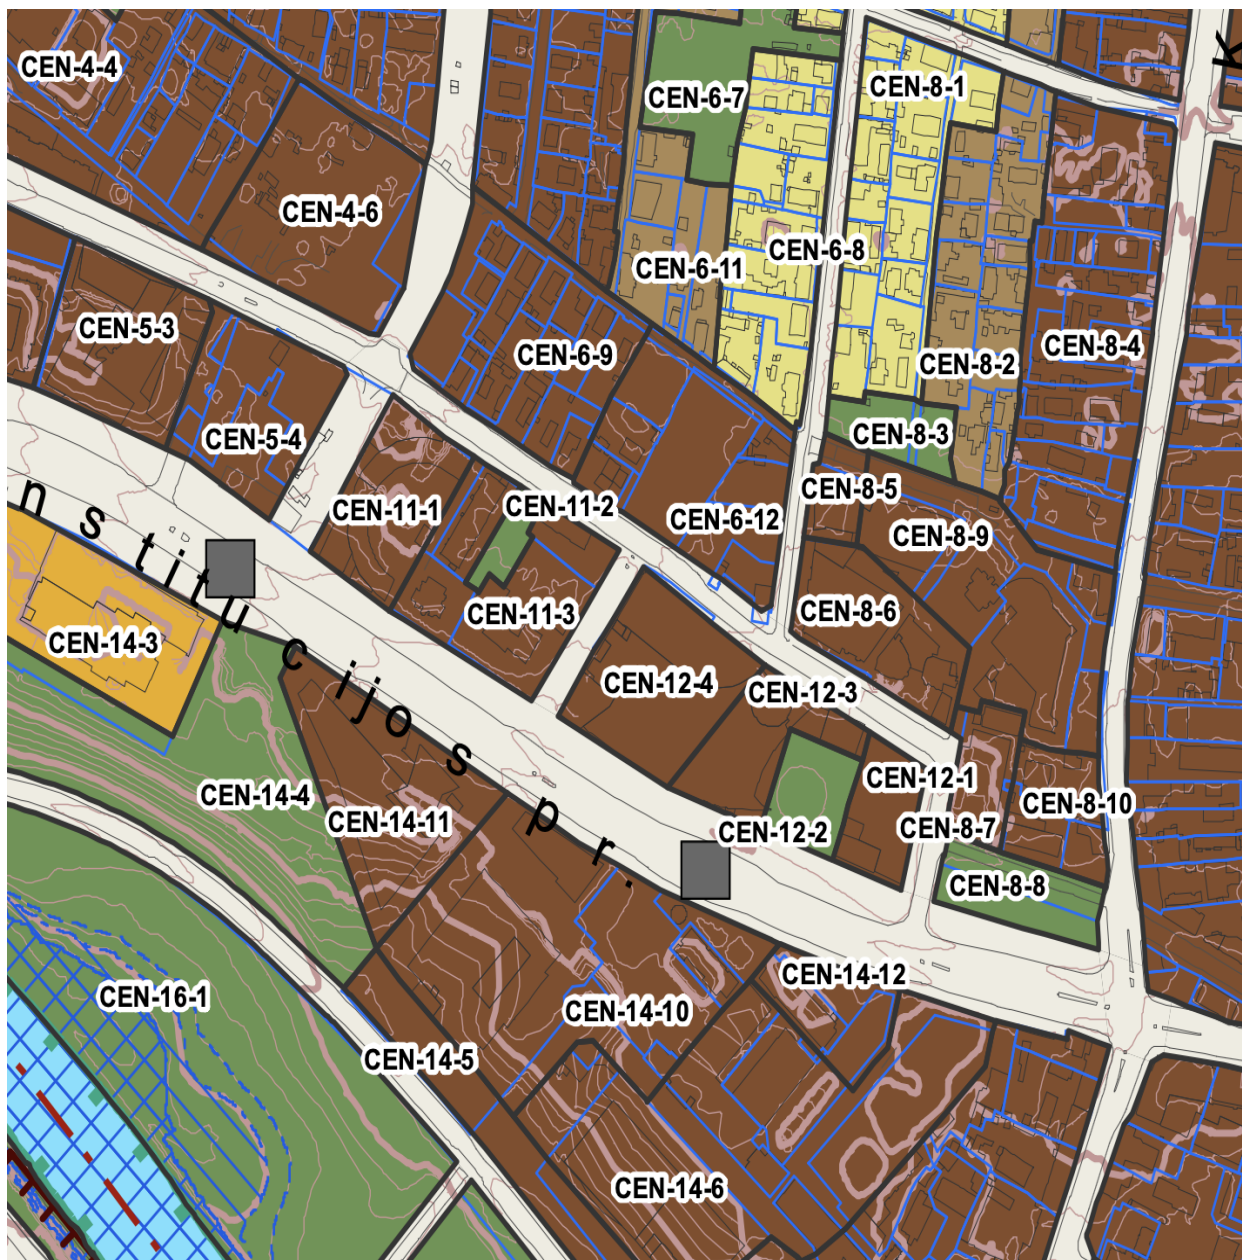 CEN-4-4
CEN-6-7
CEN-8-1
K
CEN-4-6
CEN-6-8
CEN-6-11
CEN-5-3
CEN-6-9
CEN-8-4
CEN-8-2
CEN-5-4
CEN-8-3
CEN-8-5
CEN-11-1
CEN-11-2
CEN-6-12
CEN-8-9
nstitucijos pr.
CEN-11-3
CEN-8-6
CEN-14-3
CEN-12-4
CEN-12-3
CEN-12-1
CEN-14-4
CEN-14-11
CEN-12-2
CEN-8-7
CEN-8-10
CEN-8-8
CEN-14-12
CEN-16-1
CEN-14-10
CEN-14-5
CEN-14-6